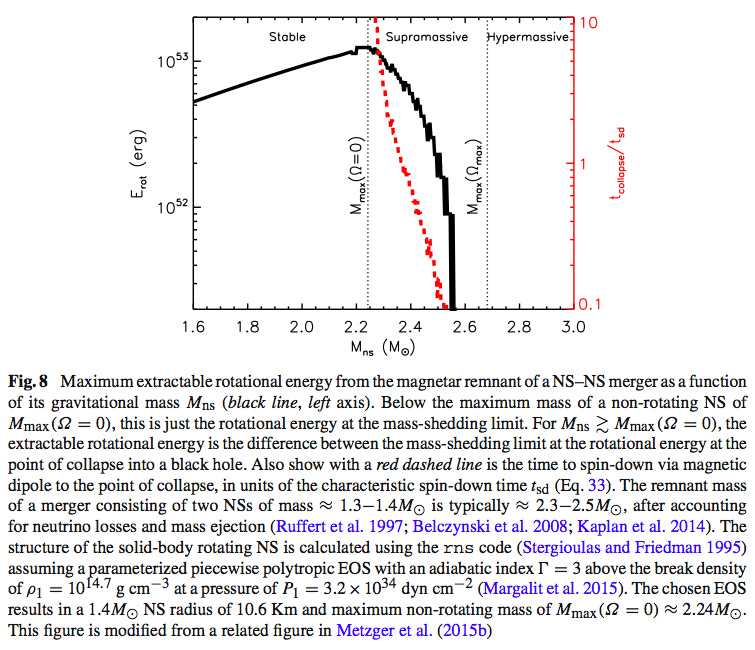 Stable
Supramassive
Hypermassive
10^53
10^52
E_rot (erg)
M_max(Ω=0)
M_max(Ω_max)
10
1
0.1
t_collapse/t_sd
1.6 1.8 2.0 2.2 2.4 2.6 2.8 3.0
M_ns (M_⊙)
Fig. 8 Maximum extractable rotational energy from the magnetar remnant of a NS–NS merger as a function
of its gravitational mass M_ns (black line, left axis). Below the maximum mass of a non-rotating NS of
M_max(Ω = 0), this is just the rotational energy at the mass-shedding limit. For M_ns ≳ M_max(Ω = 0), the
extractable rotational energy is the difference between the mass-shedding limit at the rotational energy at the
point of collapse into a black hole. Also show with a red dashed line is the time to spin-down via magnetic
dipole to the point of collapse, in units of the characteristic spin-down time t_sd (Eq. 33). The remnant mass
of a merger consisting of two NSs of mass ≈ 1.3−1.4M_⊙ is typically ≈ 2.3−2.5M_⊙, after accounting
for neutrino losses and mass ejection (Ruffert et al. 1997; Belczynski et al. 2008; Kaplan et al. 2014). The
structure of the solid-body rotating NS is calculated using the rns code (Stergioulas and Friedman 1995)
assuming a parameterized piecewise polytropic EOS with an adiabatic index Γ = 3 above the break density
of ρ_1 = 10^14.7 g cm^−3 at a pressure of P_1 = 3.2 × 10^34 dyn cm^−2 (Margalit et al. 2015). The chosen EOS
results in a 1.4M_⊙ NS radius of 10.6 Km and maximum non-rotating mass of M_max(Ω = 0) ≈ 2.24M_⊙.
This figure is modified from a related figure in Metzger et al. (2015b)